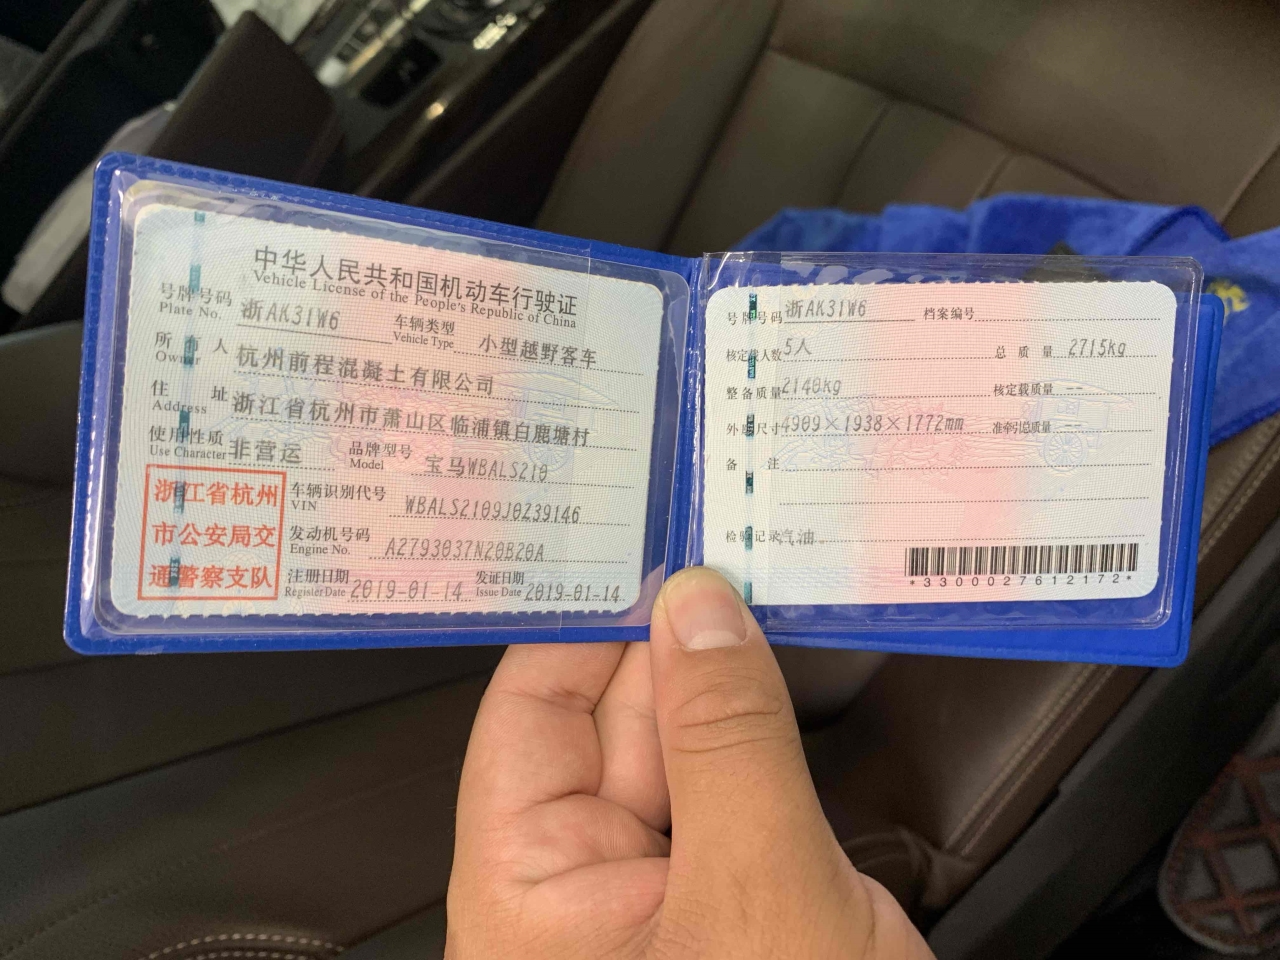 中华人民共和国机动车行驶证
Vehicle License of the People's Republic of China
号牌号码 浙AK31W6 车辆类型 小型越野客车
Plate No. Vehicle Type
所有人 杭州前程混凝土有限公司
Owner
住址 浙江省杭州市萧山区临浦镇白鹿塘村
Address
使用性质 非营运 品牌型号 宝马WBALS210
Use Character Model
浙江省杭州
市公安局交
通警察支队
车辆识别代号 WBALS2109J0239146
VIN
发动机号码 A2793037N20B20A
Engine No.
注册日期 2019-01-14 发证日期 2019-01-14
Register Date Issue Date
号牌号码 浙AK31W6 档案编号
核定载人数 5人 总质量 2715kg
整备质量 2140kg 核定载质量 --
外廓尺寸 4909×1938×1772mm 准牵引总质量 --
备注
检验记录 汽油
*3300027612172*